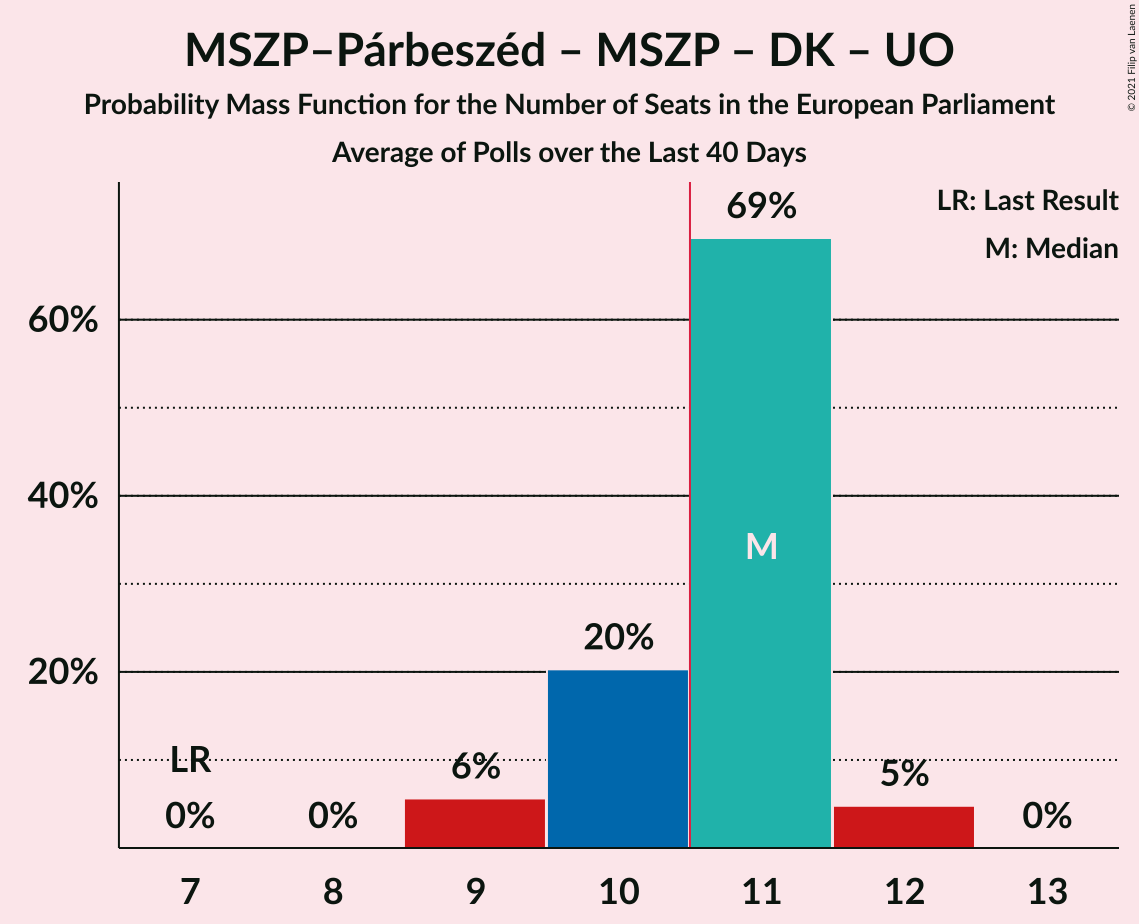 MSZP–Párbeszéd – MSZP – DK – UO
Probability Mass Function for the Number of Seats in the European Parliament
Average of Polls over the Last 40 Days
© 2021 Filip van Laenen
LR: Last Result
M: Median
69%
60%
40%
M
20%
20%
LR
6%
5%
0%
0%
0%
7
8
9
10
11
12
13